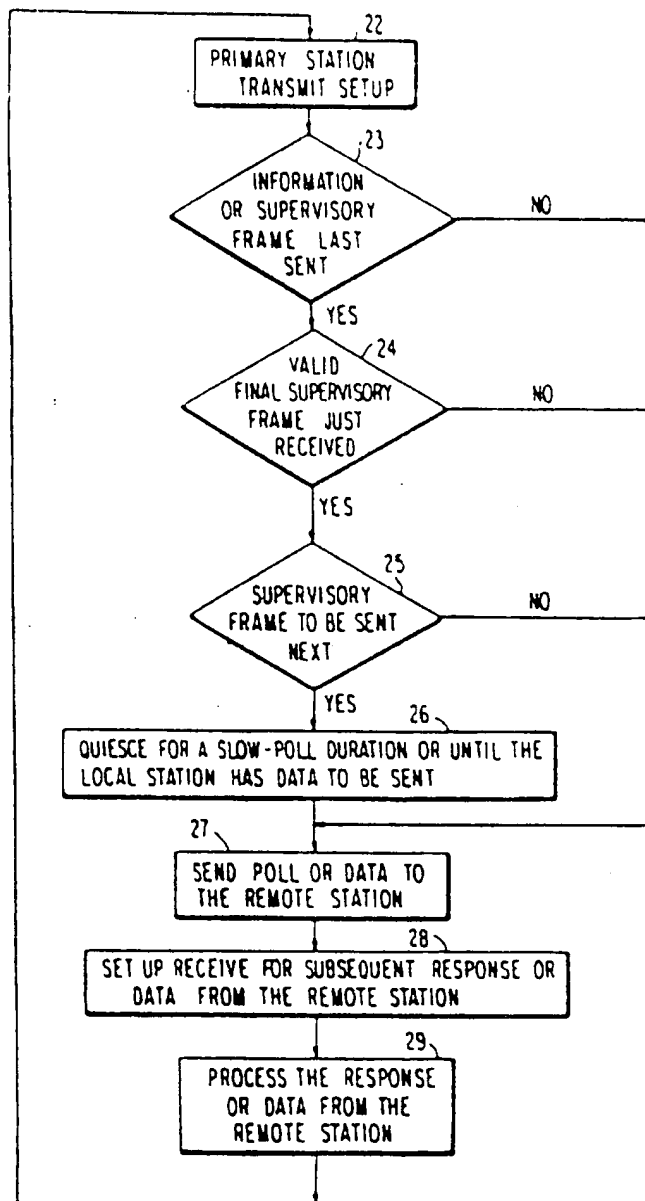 22
PRIMARY STATION
TRANSMIT SETUP
23
INFORMATION
OR SUPERVISORY
FRAME LAST
SENT
NO
YES
24
VALID
FINAL SUPERVISORY
FRAME JUST
RECEIVED
NO
YES
25
SUPERVISORY
FRAME TO BE SENT
NEXT
NO
YES
26
QUIESCE FOR A SLOW-POLL DURATION OR UNTIL THE
LOCAL STATION HAS DATA TO BE SENT
27
SEND POLL OR DATA TO
THE REMOTE STATION
28
SET UP RECEIVE FOR SUBSEQUENT RESPONSE OR
DATA FROM THE REMOTE STATION
29
PROCESS THE RESPONSE
OR DATA FROM THE
REMOTE STATION